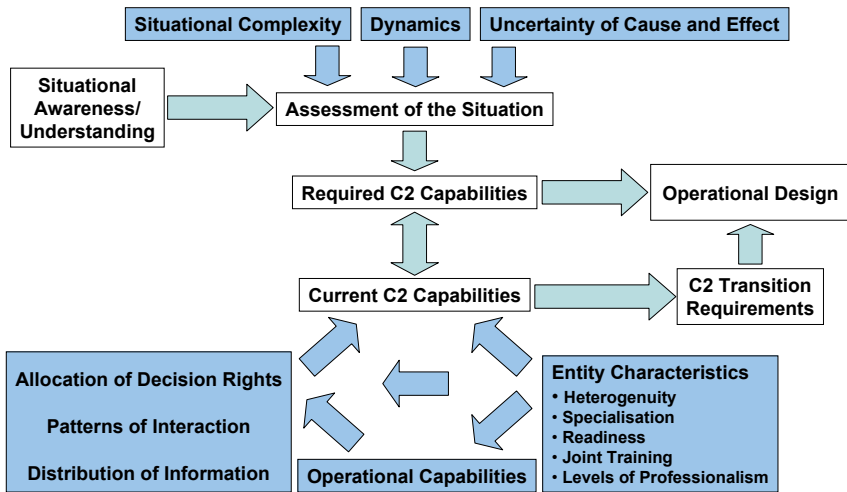 Situational Complexity
Dynamics
Uncertainty of Cause and Effect
Situational
Awareness/
Understanding
Assessment of the Situation
Required C2 Capabilities
Operational Design
Current C2 Capabilities
C2 Transition
Requirements
Allocation of Decision Rights
Patterns of Interaction
Distribution of Information
Operational Capabilities
Entity Characteristics
• Heterogenuity
• Specialisation
• Readiness
• Joint Training
• Levels of Professionalism